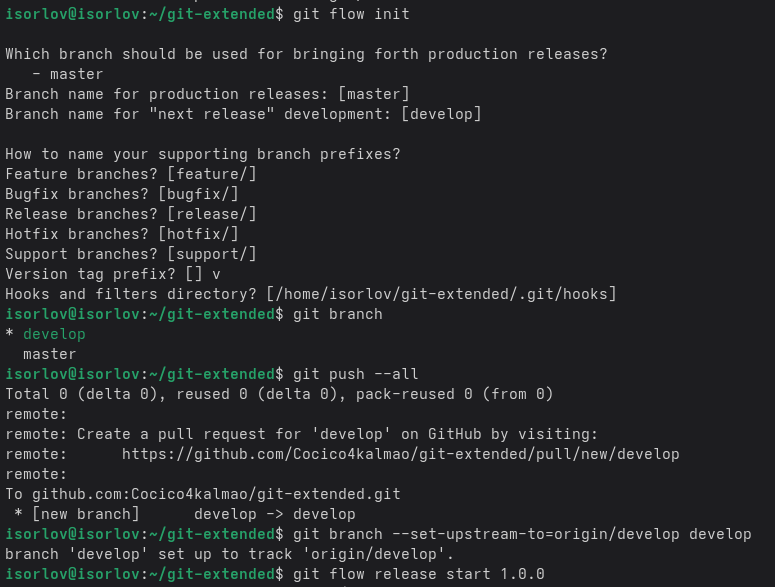 isorlov@isorlov:~/git-extended$ git flow init

Which branch should be used for bringing forth production releases?
   - master
Branch name for production releases: [master]
Branch name for "next release" development: [develop]

How to name your supporting branch prefixes?
Feature branches? [feature/]
Bugfix branches? [bugfix/]
Release branches? [release/]
Hotfix branches? [hotfix/]
Support branches? [support/]
Version tag prefix? [] v
Hooks and filters directory? [/home/isorlov/git-extended/.git/hooks]
isorlov@isorlov:~/git-extended$ git branch
* develop
  master
isorlov@isorlov:~/git-extended$ git push --all
Total 0 (delta 0), reused 0 (delta 0), pack-reused 0 (from 0)
remote:
remote: Create a pull request for 'develop' on GitHub by visiting:
remote:      https://github.com/Cocico4kalmao/git-extended/pull/new/develop
remote:
To github.com:Cocico4kalmao/git-extended.git
 * [new branch]      develop -> develop
isorlov@isorlov:~/git-extended$ git branch --set-upstream-to=origin/develop develop
branch 'develop' set up to track 'origin/develop'.
isorlov@isorlov:~/git-extended$ git flow release start 1.0.0